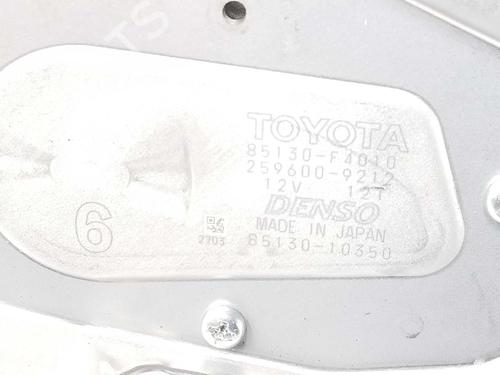 TOYOTA
85130-F4010
259600-9212
12V 12T
DENSO
MADE IN JAPAN
85130-10350
2703
6